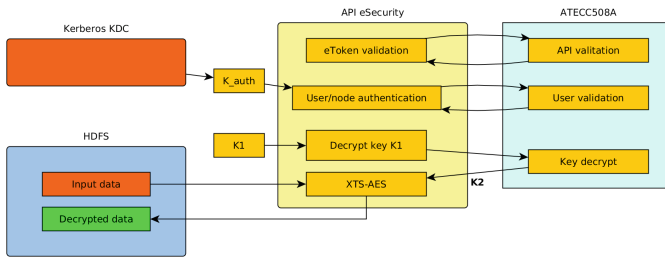 Kerberos KDC
API eSecurity
ATECC508A
eToken validation
API valitation
K_auth
User/node authentication
User validation
HDFS
K1
Decrypt key K1
Key decrypt
Input data
XTS-AES
K2
Decrypted data